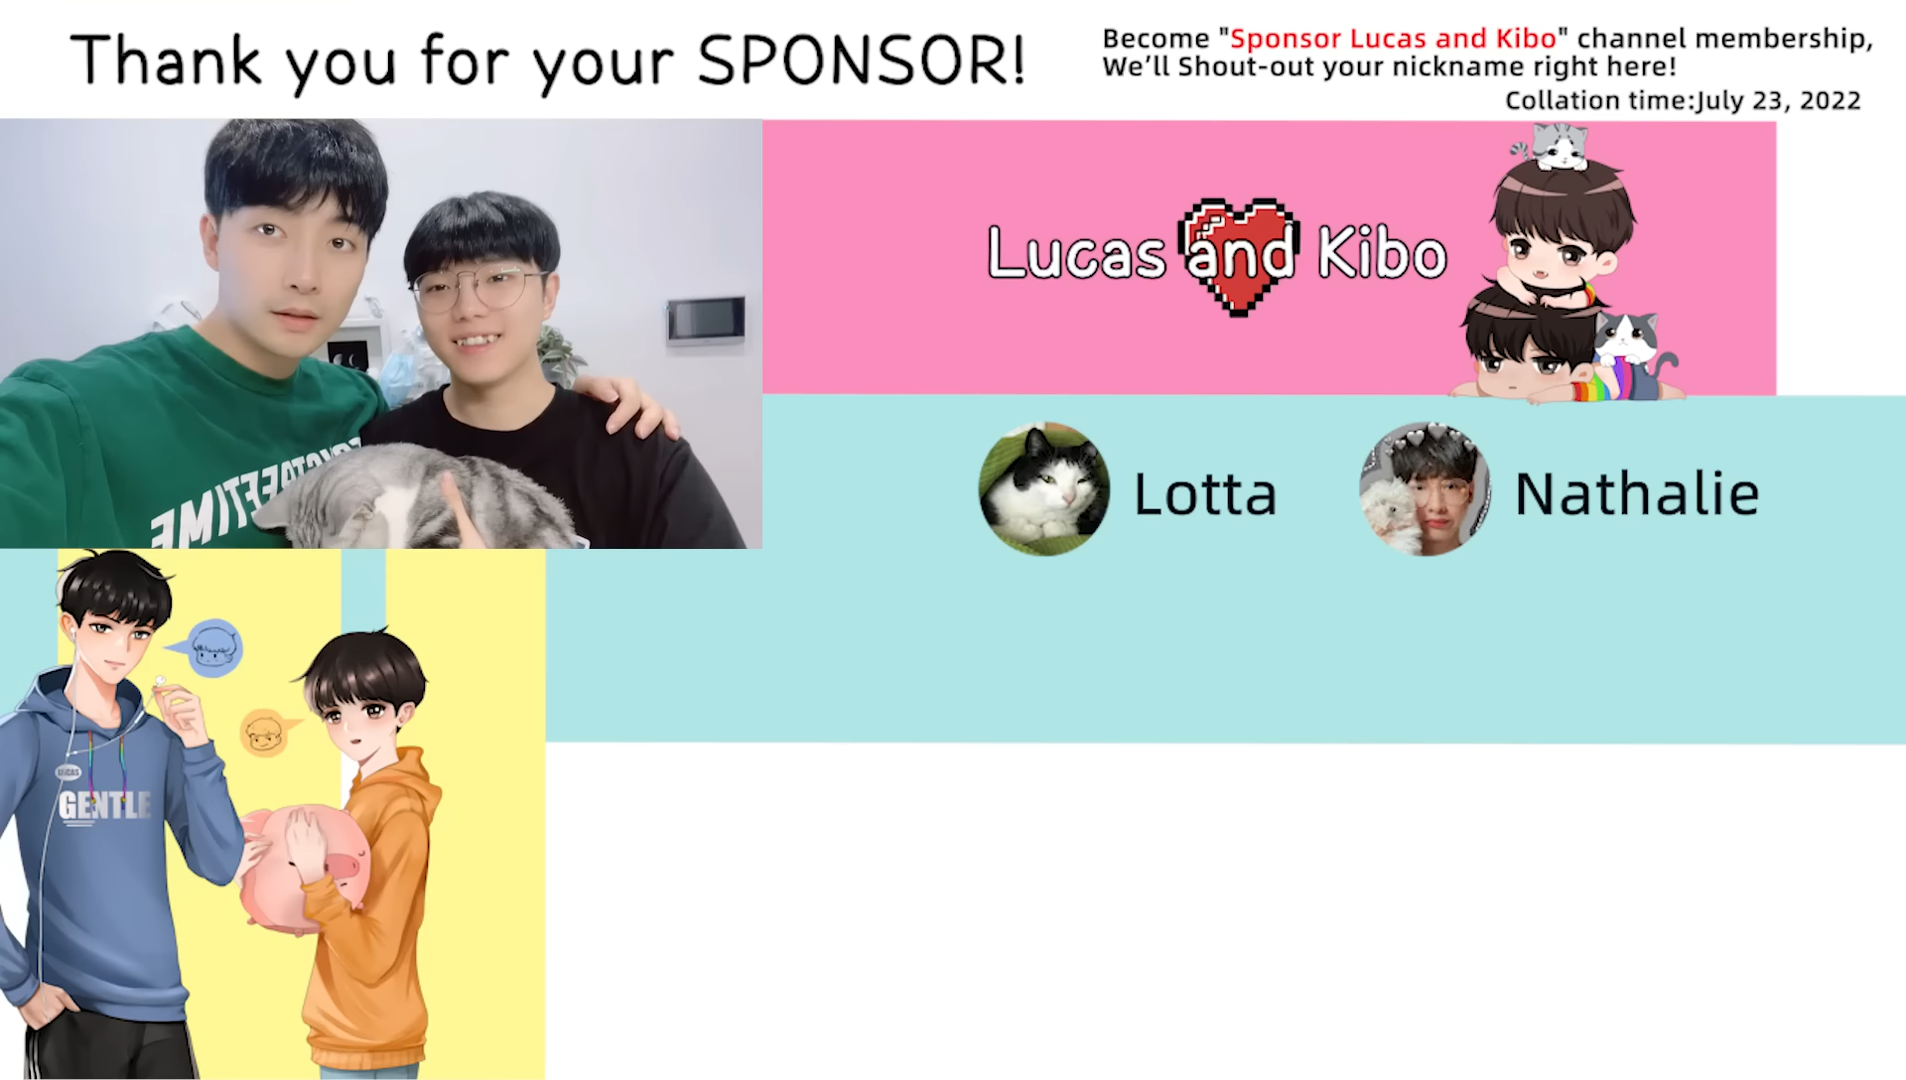 Thank you for your SPONSOR!
Become "Sponsor Lucas and Kibo" channel membership,
We'll Shout-out your nickname right here!
Collation time:July 23, 2022
Lucas and Kibo
Lotta
Nathalie
LUCAS
GENTLE